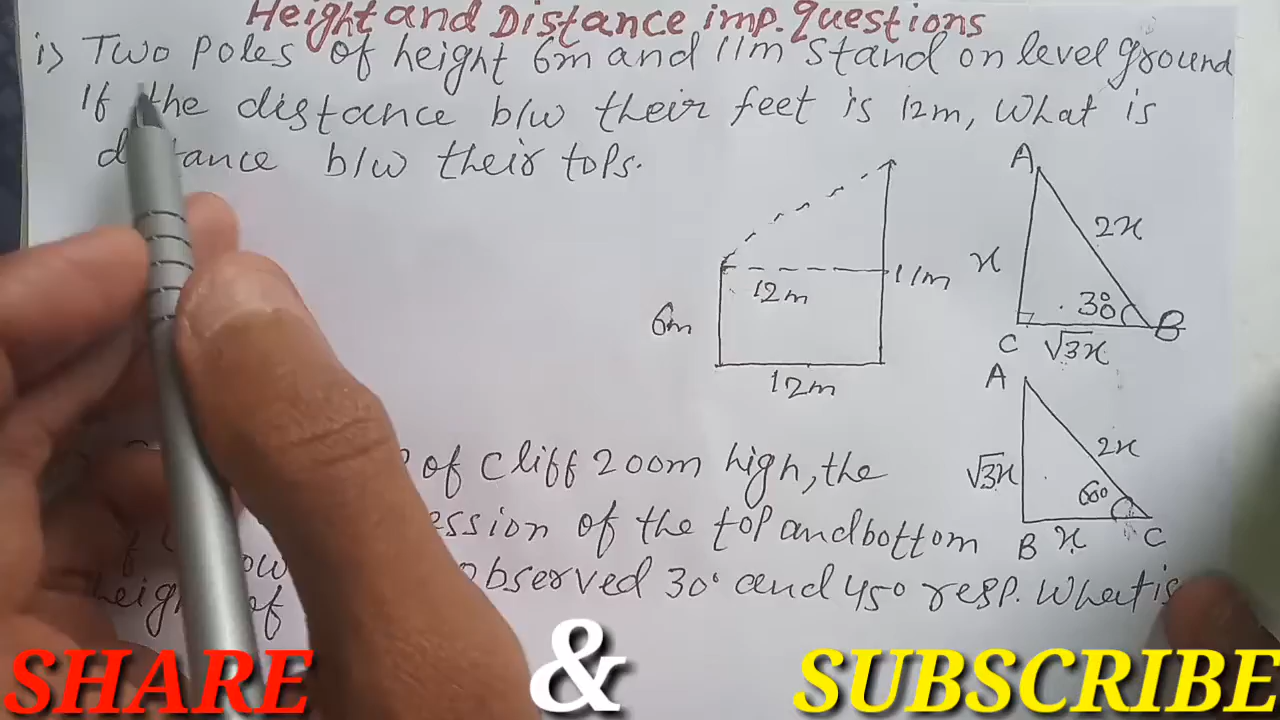 Height and Distance imp. Questions
i) Two poles of height 6m and 11m stand on level ground
If the distance b/w their feet is 12m, What is
tance b/w their tops.
A
2x
x
11m
12m
30°
6m
B
C
√3x
12m
A
of cliff 200m high, the
2x
√3x
60°
ession of the top and bottom
B
x
C
observed 30° and 45° resp. What is
heig of
SHARE & SUBSCRIBE